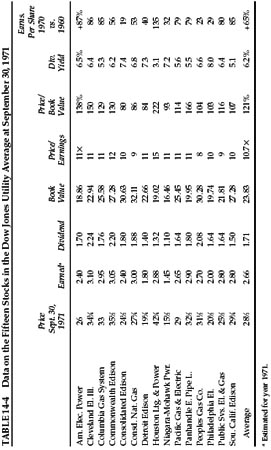 TABLE 14-4 Data on the Fifteen Stocks in the Dow Jones Utility Average at September 30, 1971
Price Sept. 30, 1971 Earnedᵃ Dividend Book Value Price/Earnings Price/Book Value Div. Yield Earns. Per Share 1970 vs. 1960
Am. Elec. Power 26 2.40 1.70 18.86 11× 138% 6.5% +87%
Cleveland El. Ill. 34¾ 3.10 2.24 22.94 11 150 6.4 86
Columbia Gas System 33 2.95 1.76 25.58 11 129 5.3 85
Commonwealth Edison 35½ 3.05 2.20 27.28 12 130 6.2 56
Consolidated Edison 24½ 2.40 1.80 30.63 10 80 7.4 19
Consd. Nat. Gas 27¾ 3.00 1.88 32.11 9 86 6.8 53
Detroit Edison 19¼ 1.80 1.40 22.66 11 84 7.3 40
Houston Ltg. & Power 42¾ 2.88 1.32 19.02 15 222 3.1 135
Niagara-Mohawk Pwr. 15½ 1.45 1.10 16.46 11 93 7.2 32
Pacific Gas & Electric 29 2.65 1.64 25.45 11 114 5.6 79
Panhandle E. Pipe L. 32½ 2.90 1.80 19.95 11 166 5.5 79
Peoples Gas Co. 31½ 2.70 2.08 30.28 8 104 6.6 23
Philadelphia El. 20½ 2.00 1.64 19.74 10 103 8.0 29
Public Svs. El. & Gas 25½ 2.80 1.64 21.81 9 116 6.4 80
Sou. Calif. Edison 29¼ 2.80 1.50 27.28 10 107 5.1 85
Average 28½ 2.66 1.71 23.83 10.7× 121% 6.2% +65%
ᵃ Estimated for year 1971.